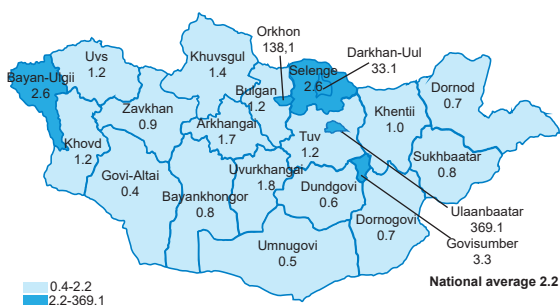 Orkhon
138,1
Darkhan-Uul
33.1
Uvs
1.2
Khuvsgul
1.4
Selenge
2.6
Bayan-Ulgii
2.6
Bulgan
1.2
Dornod
0.7
Zavkhan
0.9
Arkhangai
1.7
Khentii
1.0
Tuv
1.2
Khovd
1.2
Sukhbaatar
0.8
Govi-Altai
0.4
Uvurkhangai
1.8
Bayankhongor
0.8
Dundgovi
0.6
Ulaanbaatar
369.1
Dornogovi
0.7
Govisumber
3.3
Umnugovi
0.5
National average 2.2
0.4-2.2
2.2-369.1